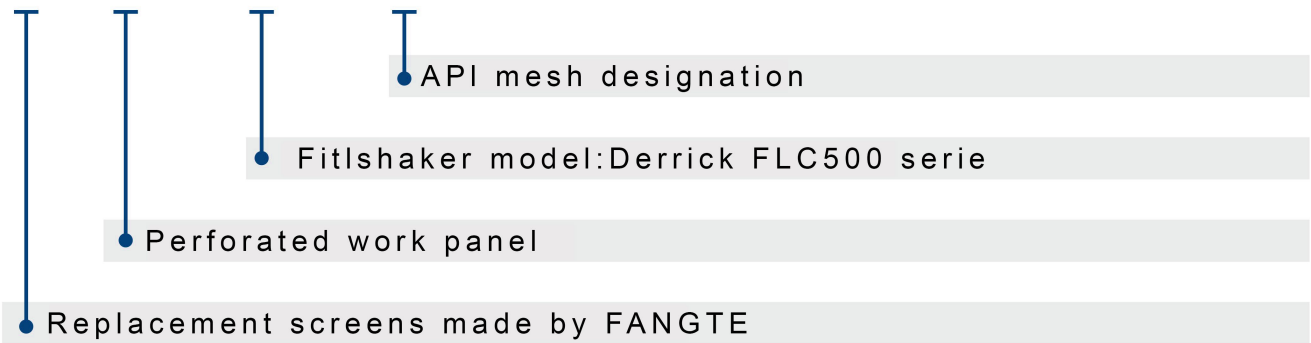 API mesh designation
Fitlshaker model:Derrick FLC500 serie
Perforated work panel
Replacement screens made by FANGTE